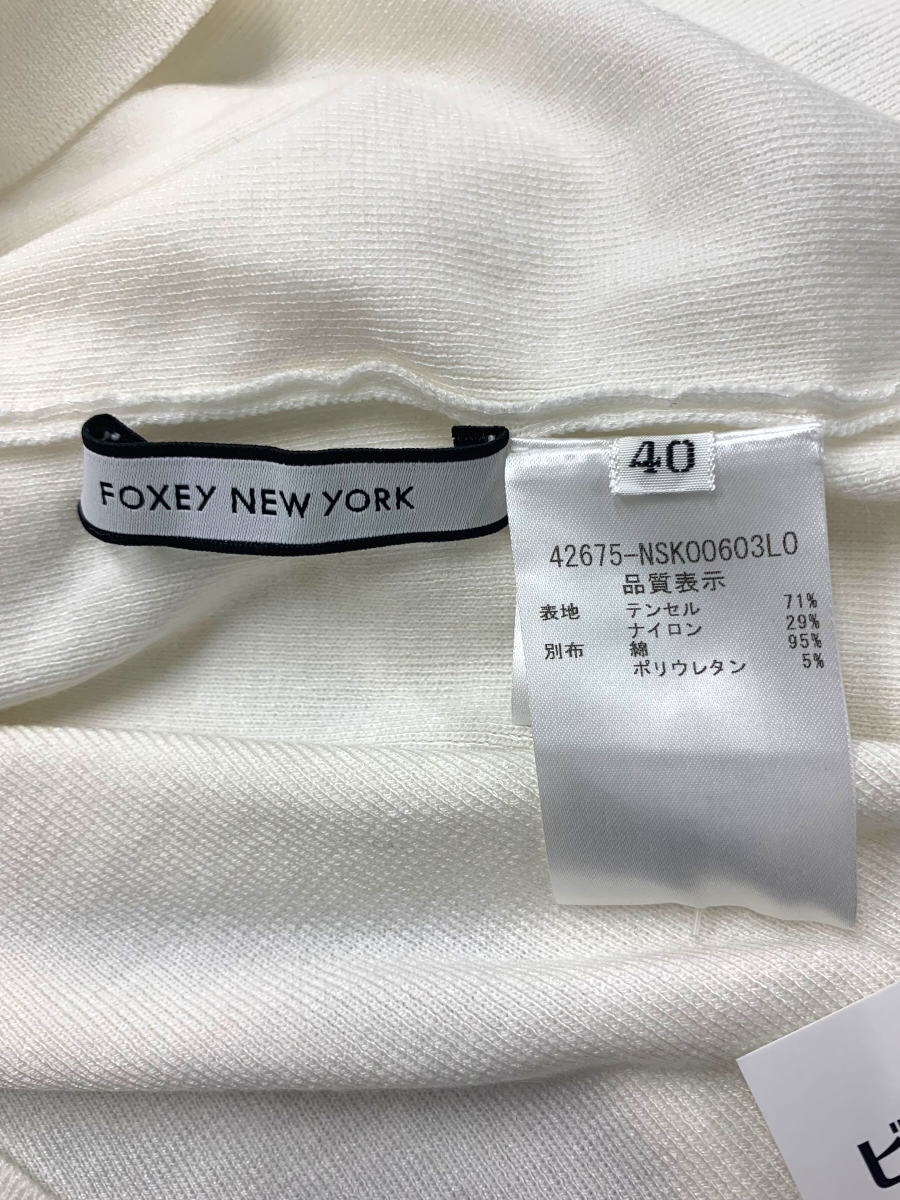 FOXEY NEW YORK
40
42675-NSK00603L0
品質表示
表地 テンセル 71%
ナイロン 29%
別布 綿 95%
ポリウレタン 5%
ビ